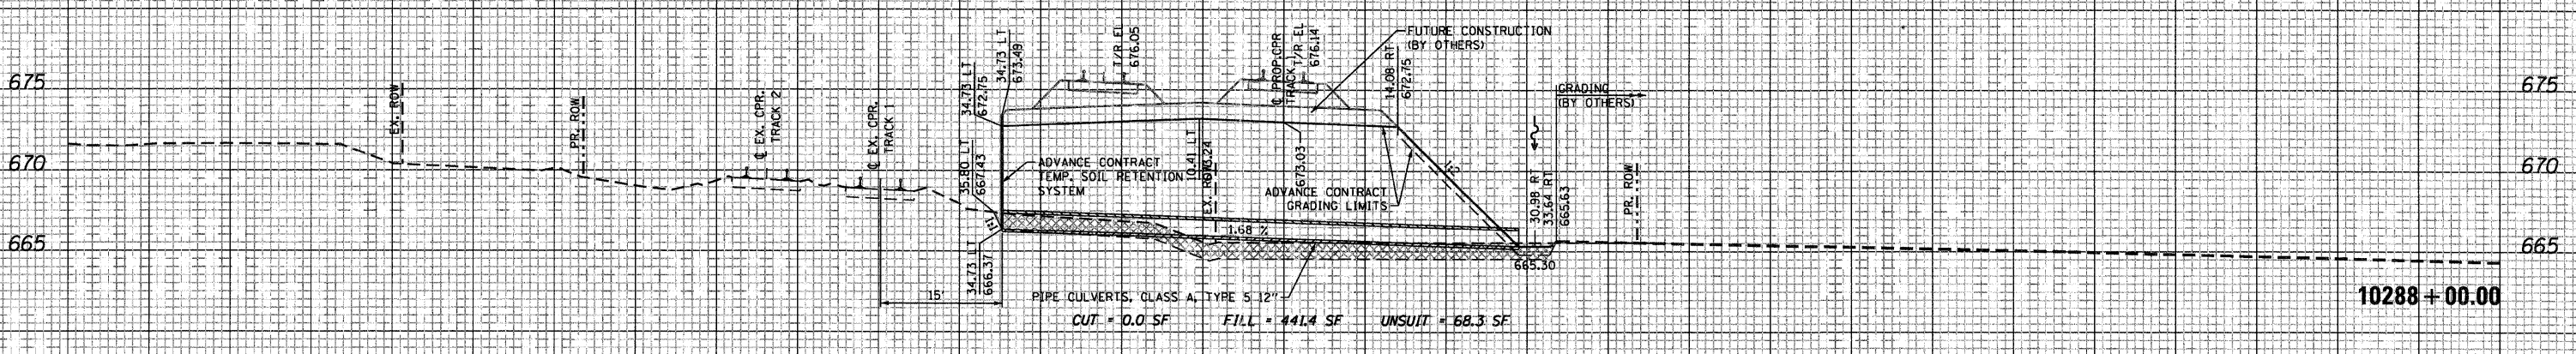 675
670
665
EX. ROW
PR. ROW
℄ EX. CPR.
TRACK 2
℄ EX. CPR.
TRACK 1
34.73 LT
672.75
34.73 LT
673.49
35.80 LT
667.43
34.73 LT
666.37
1:1
15'
ADVANCE CONTRACT
TEMP. SOIL RETENTION
SYSTEM
T/R EL
676.05
℄ PROP. CPR
TRACK
T/R EL
676.14
FUTURE CONSTRUCTION
(BY OTHERS)
14.08 RT
672.75
10.41 LT
EX. ROW
673.03
ADVANCE CONTRACT
GRADING LIMITS
1.68 %
30.98 RT
33.64 RT
665.63
665.30
GRADING
(BY OTHERS)
PR. ROW
PIPE CULVERTS, CLASS A, TYPE 5 12"
CUT = 0.0 SF FILL = 441.4 SF UNSUIT = 68.3 SF
675
670
665
10288 + 00.00